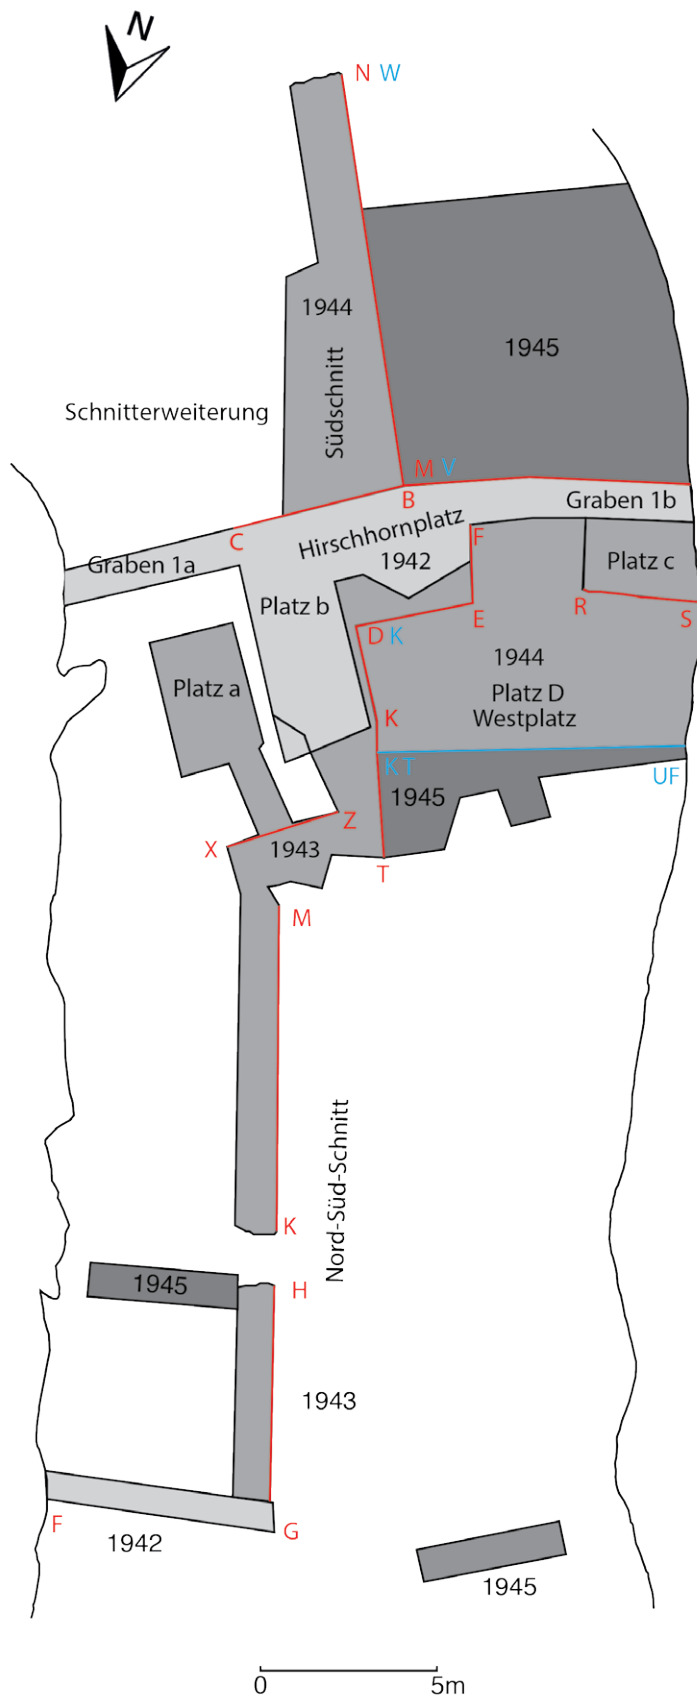 N
N W
1944
Südschnitt
1945
Schnitterweiterung
M V
B
C
Hirschhornplatz
1942
Graben 1b
Graben 1a
F
Platz c
Platz b
D K
E
R
S
1944
Platz D
Westplatz
Platz a
K
K T
UF
1945
Z
X
1943
T
M
Nord-Süd-Schnitt
K
H
1945
1943
F
G
1942
1945
0 5m